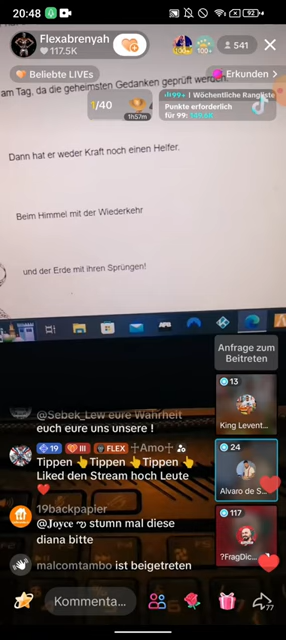 20:48
92
Flexabrenyah
117.5K
100+
541
Beliebte LIVEs
Erkunden >
am Tag, da die geheimsten Gedanken geprüft werden
1/40
1h57m
99+ | Wöchentliche Rangliste
Punkte erforderlich
für 99:
Dann hat er weder Kraft noch einen Helfer.
Beim Himmel mit der Wiederkehr
und der Erde mit ihren Sprüngen!
Anfrage zum
Beitreten
13
King Levent...
@Sebek_Lew eure Wahrheit
euch eure uns unsere !
19 III FLEX ☩Amo☩
Tippen 👆Tippen 👆Tippen 👆
Liked den Stream hoch Leute
❤️
24
Alvaro de S...
19backpapier
@Joyce stumn mal diese
diana bitte
117
?FragDic...
malcomtambo ist beigetreten
Kommenta...
77